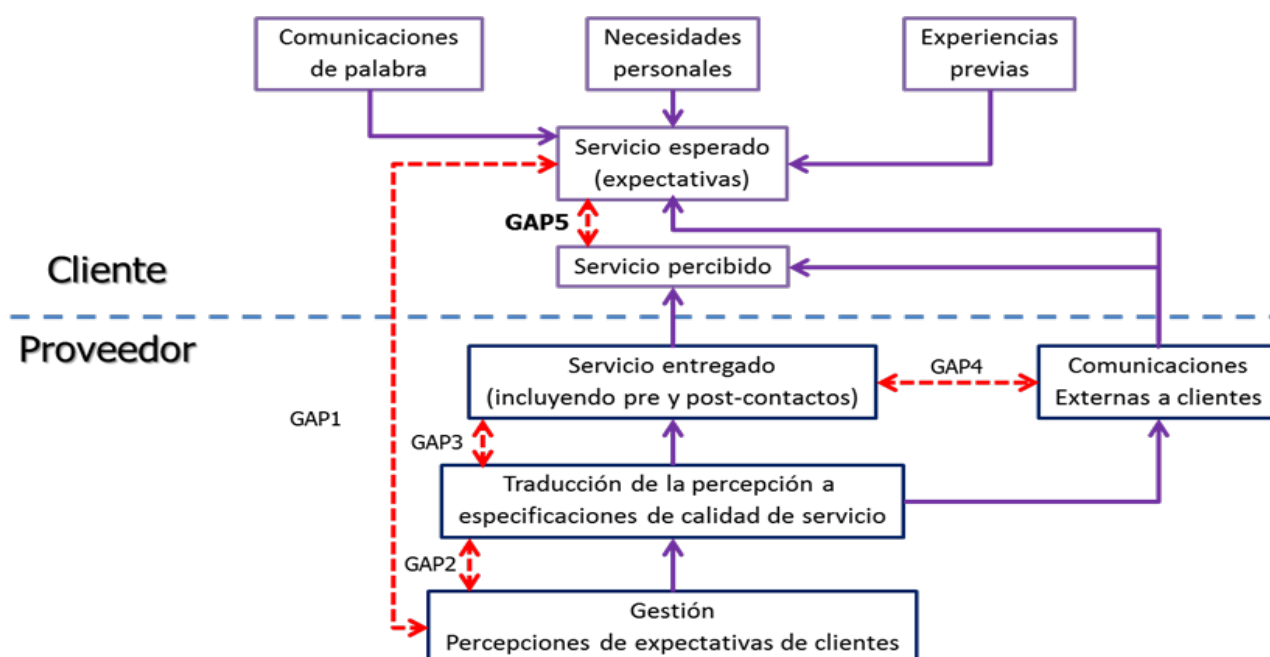 Comunicaciones
de palabra
Necesidades
personales
Experiencias
previas
Servicio esperado
(expectativas)
GAP5
Servicio percibido
Cliente
Proveedor
Servicio entregado
(incluyendo pre y post-contactos)
GAP4
Comunicaciones
Externas a clientes
GAP1
GAP3
Traducción de la percepción a
especificaciones de calidad de servicio
GAP2
Gestión
Percepciones de expectativas de clientes